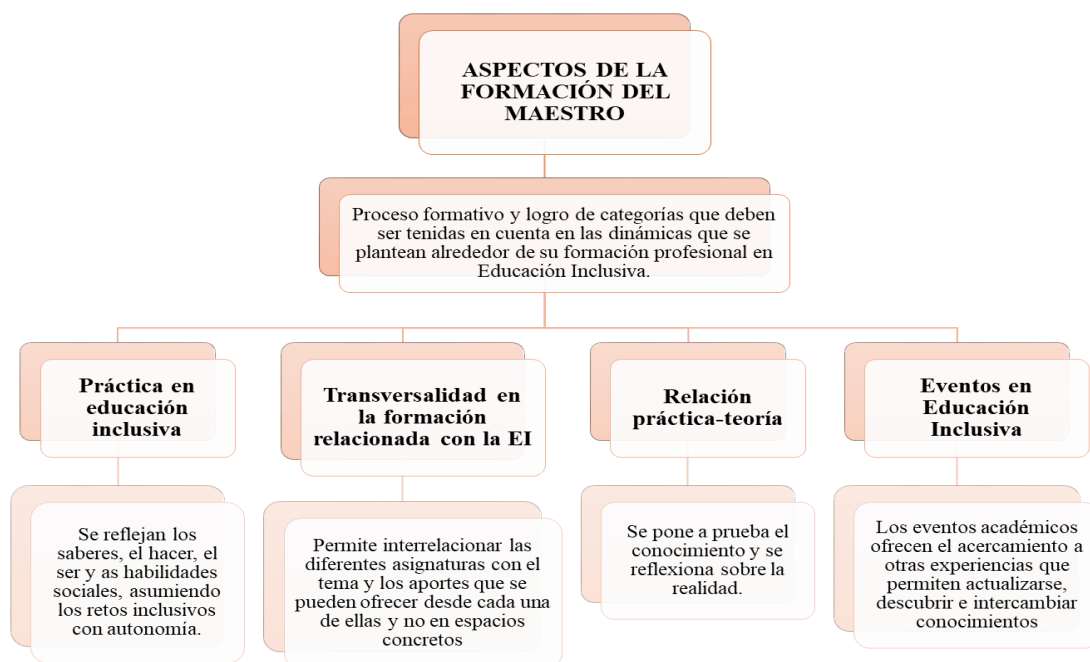 ASPECTOS DE LA
FORMACIÓN DEL
MAESTRO
Proceso formativo y logro de categorías que deben
ser tenidas en cuenta en las dinámicas que se
plantean alrededor de su formación profesional en
Educación Inclusiva.
Práctica en
educación
inclusiva
Se reflejan los
saberes, el hacer, el
ser y as habilidades
sociales, asumiendo
los retos inclusivos
con autonomía.
Transversalidad en
la formación
relacionada con la EI
Permite interrelacionar las
diferentes asignaturas con el
tema y los aportes que se
pueden ofrecer desde cada una
de ellas y no en espacios
concretos
Relación
práctica-teoría
Se pone a prueba el
conocimiento y se
reflexiona sobre la
realidad.
Eventos en
Educación
Inclusiva
Los eventos académicos
ofrecen el acercamiento a
otras experiencias que
permiten actualizarse,
descubrir e intercambiar
conocimientos